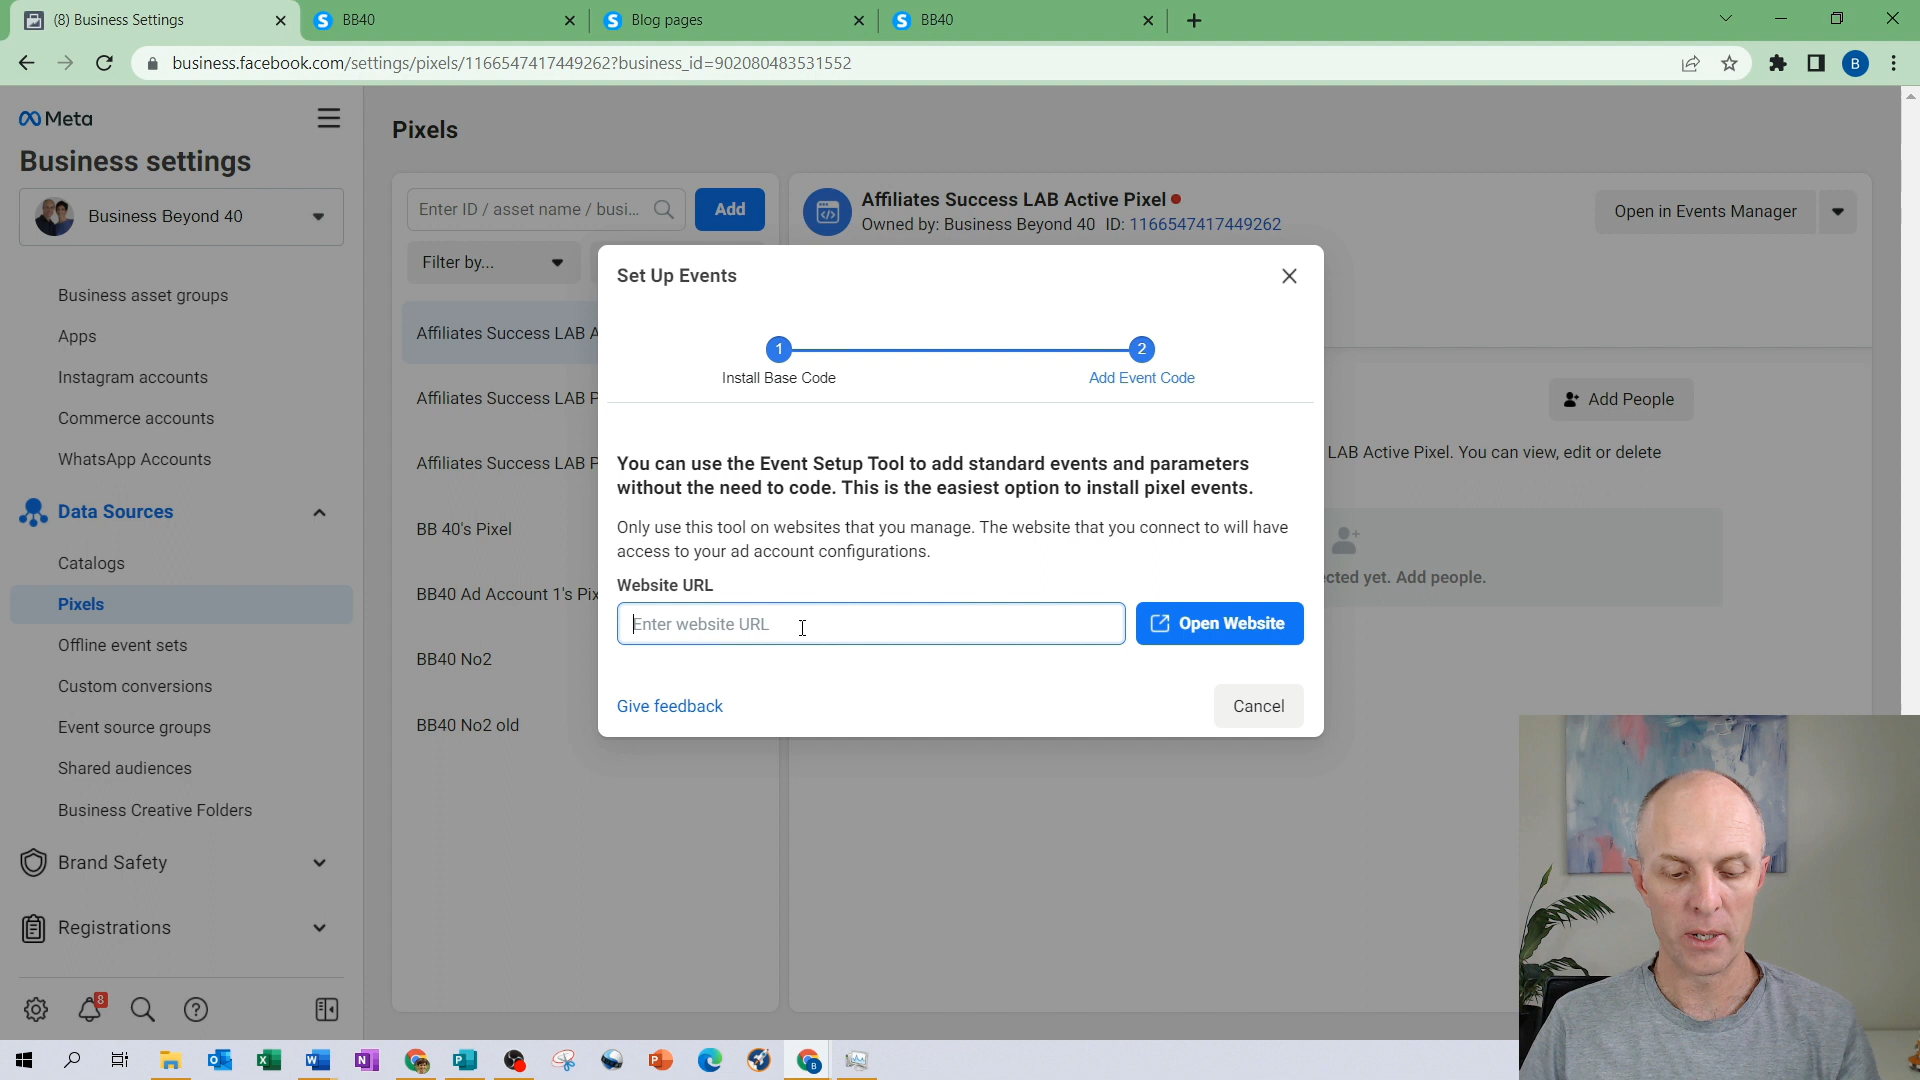 (8) Business Settings
BB40
Blog pages
BB40
business.facebook.com/settings/pixels/1166547417449262?business_id=902080483531552
B
Meta
Business settings
Business Beyond 40
Business asset groups
Apps
Instagram accounts
Commerce accounts
WhatsApp Accounts
Data Sources
Catalogs
Pixels
Offline event sets
Custom conversions
Event source groups
Shared audiences
Business Creative Folders
Brand Safety
Registrations
8
Pixels
Enter ID / asset name / busi...
Add
Filter by...
Affiliates Success LAB A
Affiliates Success LAB P
Affiliates Success LAB P
BB 40's Pixel
BB40 Ad Account 1's Pix
BB40 No2
BB40 No2 old
Affiliates Success LAB Active Pixel
Owned by: Business Beyond 40 ID: 1166547417449262
Open in Events Manager
Add People
LAB Active Pixel. You can view, edit or delete
cted yet. Add people.
Set Up Events
1
2
Install Base Code
Add Event Code
You can use the Event Setup Tool to add standard events and parameters
without the need to code. This is the easiest option to install pixel events.
Only use this tool on websites that you manage. The website that you connect to will have
access to your ad account configurations.
Website URL
Enter website URL
Open Website
Give feedback
Cancel